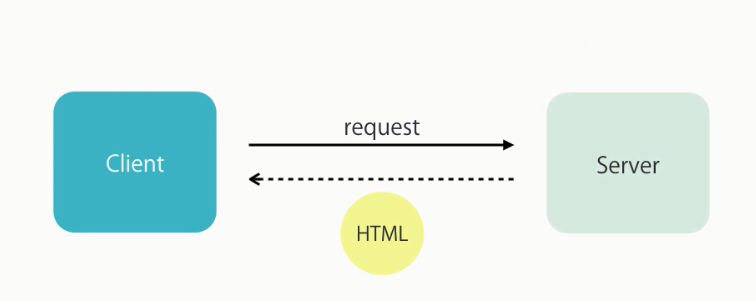 request
Client
Server
HTML